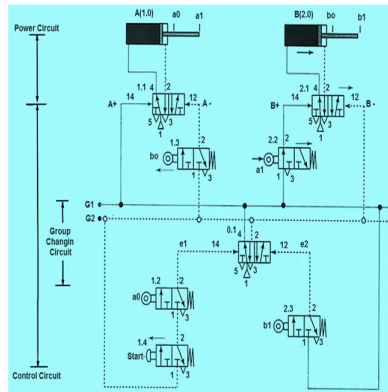 A(1.0) a0 a1
B(2.0) bo b1
Power Circuit
1.1 4 2
A+ 14 12 A -
5 3
1
2.1 4 2
B+ 14 12 B -
5 3
1
bo 1.3 2
1 3
2.2 2
a1 1 3
G1
G2
Group
Changin
Circuit
0.1 4 2
e1 14 12 e2
5 3
1
1.2 2
a0
1 3
2.3 2
b1
1 3
1.4 2
Start
1 3
Control Circuit